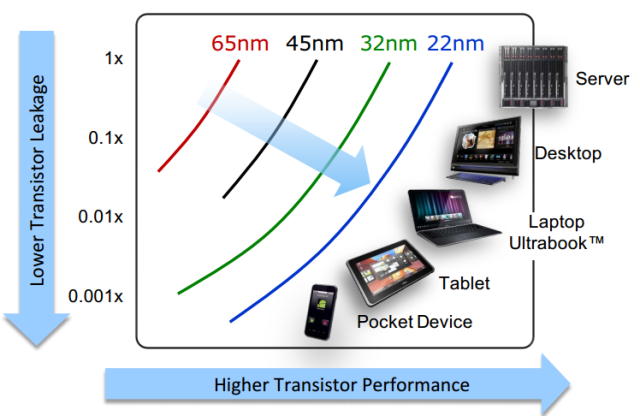 65nm 45nm 32nm 22nm
1x
0.1x
0.01x
0.001x
Lower Transistor Leakage
Server
Desktop
Laptop
Ultrabook™
Tablet
Pocket Device
Higher Transistor Performance